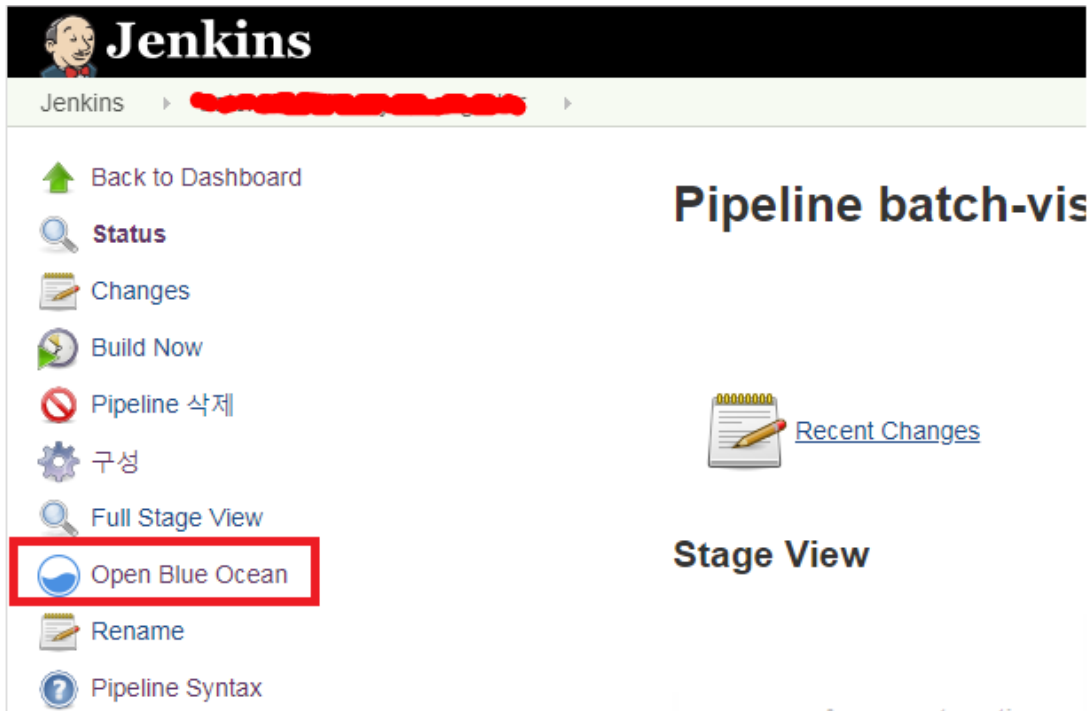 Jenkins
Jenkins
Back to Dashboard
Status
Changes
Build Now
Pipeline 삭제
구성
Full Stage View
Open Blue Ocean
Rename
Pipeline Syntax
Pipeline batch-vis
Recent Changes
Stage View